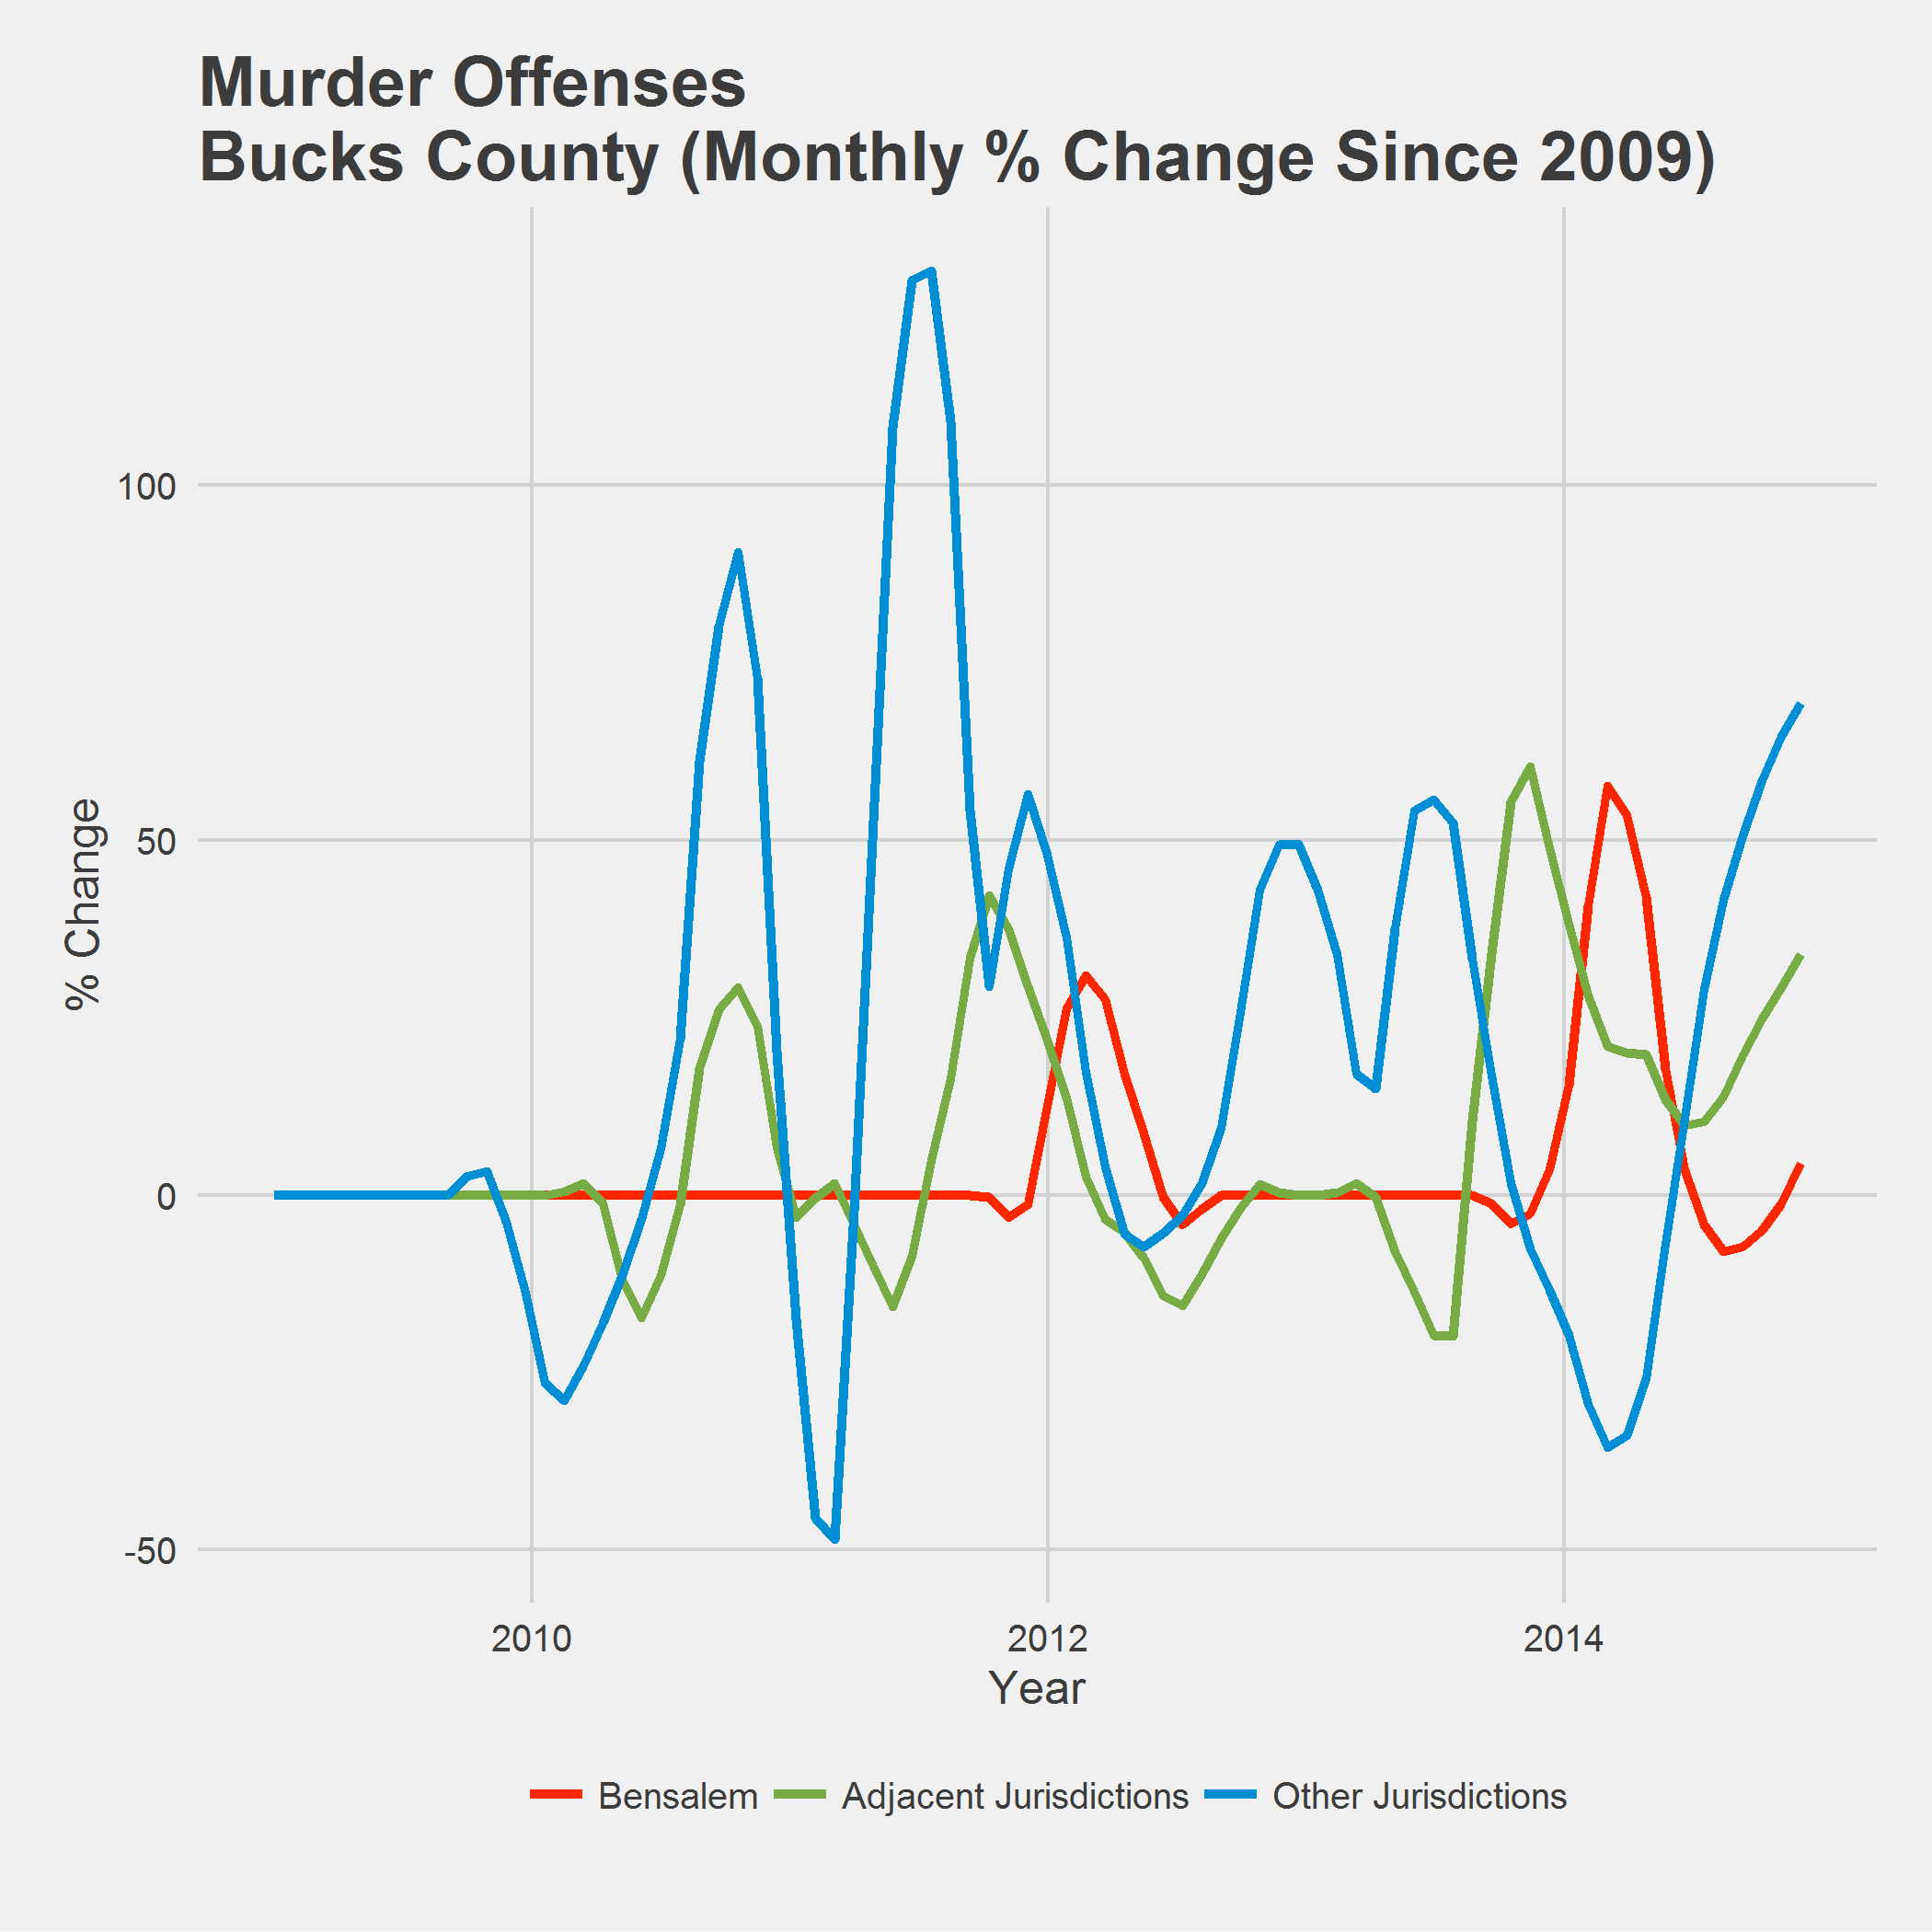 Murder Offenses
Bucks County (Monthly % Change Since 2009)
100
50
0
-50
% Change
2010 2012 2014
Year
Bensalem Adjacent Jurisdictions Other Jurisdictions